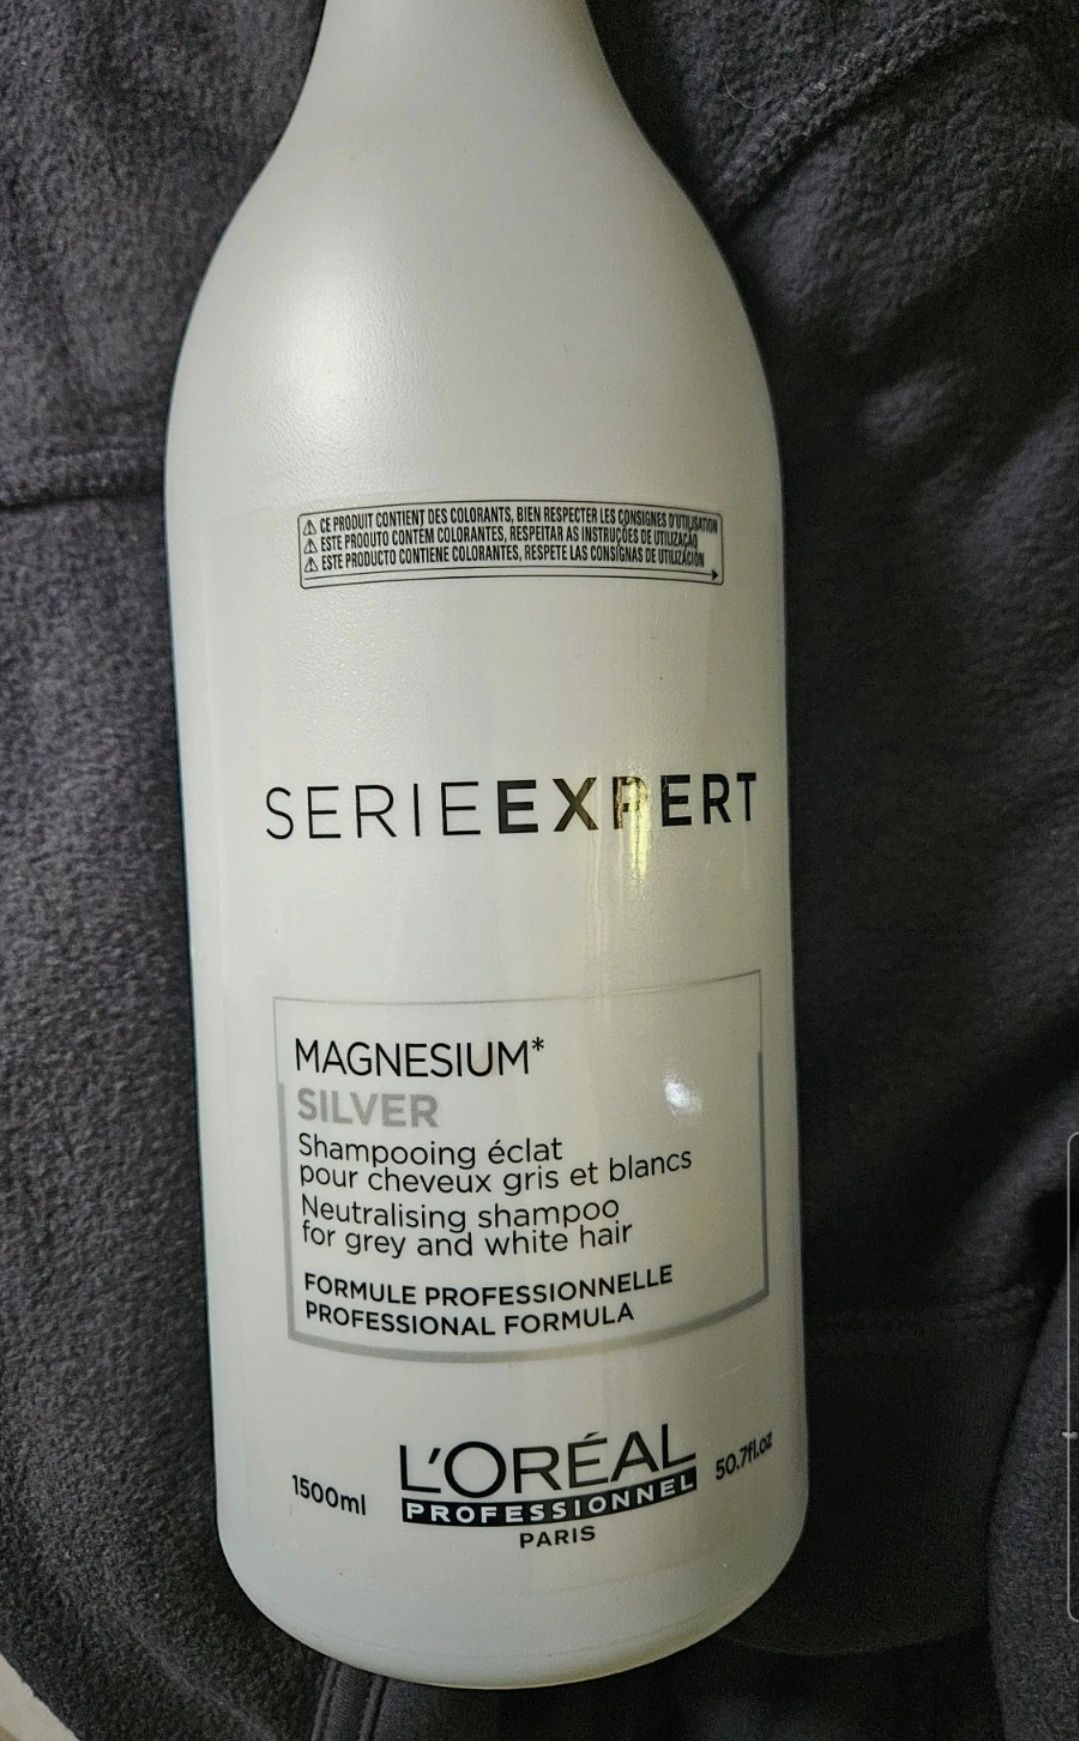 ⚠ CE PRODUIT CONTIENT DES COLORANTS, BIEN RESPECTER LES CONSIGNES D'UTILISATION
⚠ ESTE PRODUTO CONTÉM COLORANTES, RESPEITAR AS INSTRUÇÕES DE UTILIZAÇÃO
⚠ ESTE PRODUCTO CONTIENE COLORANTES, RESPETE LAS CONSIGNAS DE UTILIZACIÓN
SERIEEXPERT
MAGNESIUM*
SILVER
Shampooing éclat
pour cheveux gris et blancs
Neutralising shampoo
for grey and white hair
FORMULE PROFESSIONNELLE
PROFESSIONAL FORMULA
1500ml
L'ORÉAL
PROFESSIONNEL
PARIS
50.7fl.oz